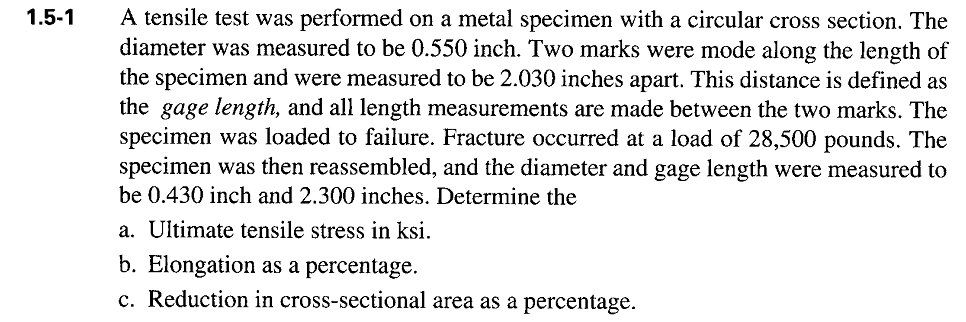 1.5-1 A tensile test was performed on a metal specimen with a circular cross section. The
diameter was measured to be 0.550 inch. Two marks were mode along the length of
the specimen and were measured to be 2.030 inches apart. This distance is defined as
the gage length, and all length measurements are made between the two marks. The
specimen was loaded to failure. Fracture occurred at a load of 28,500 pounds. The
specimen was then reassembled, and the diameter and gage length were measured to
be 0.430 inch and 2.300 inches. Determine the
a. Ultimate tensile stress in ksi.
b. Elongation as a percentage.
c. Reduction in cross-sectional area as a percentage.